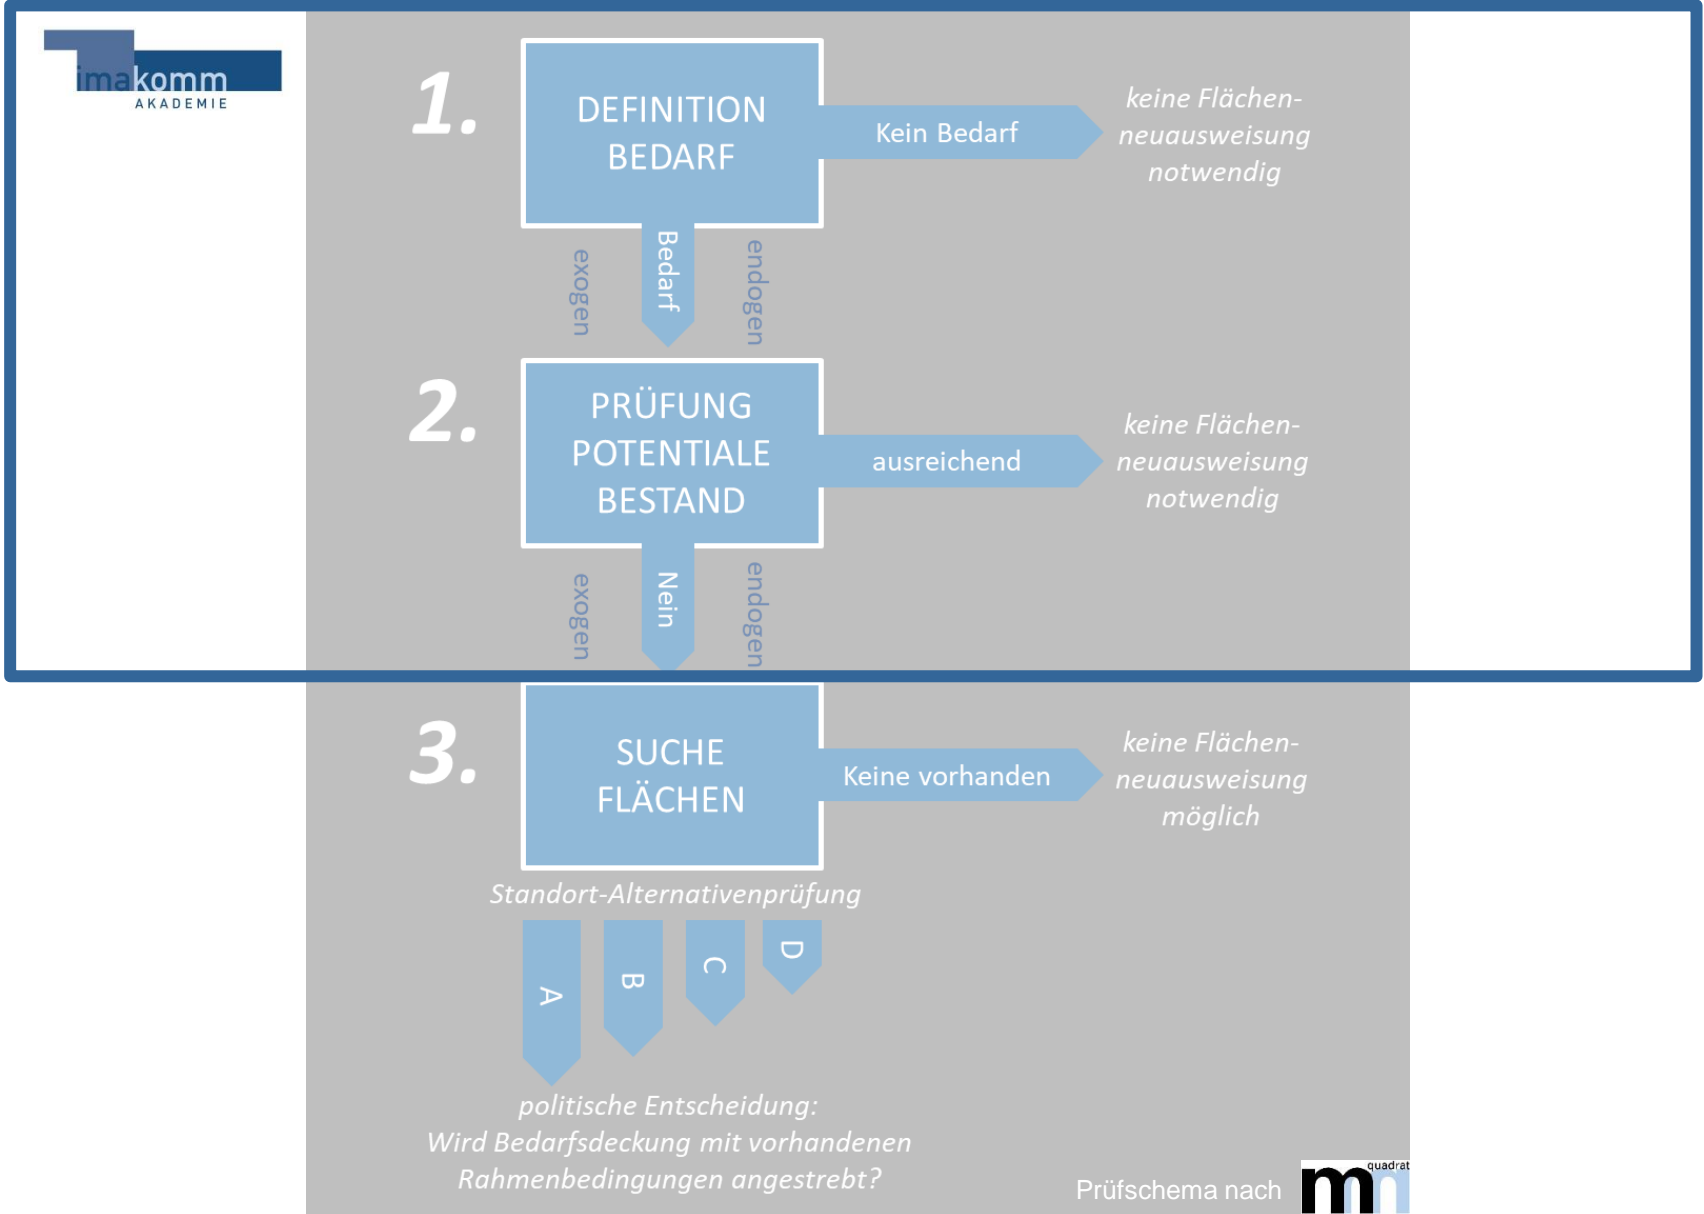 imakomm
AKADEMIE
1.
DEFINITION
BEDARF
Kein Bedarf
keine Flächen-
neuausweisung
notwendig
exogen
Bedarf
endogen
2.
PRÜFUNG
POTENTIALE
BESTAND
ausreichend
keine Flächen-
neuausweisung
notwendig
exogen
Nein
endogen
3.
SUCHE
FLÄCHEN
Keine vorhanden
keine Flächen-
neuausweisung
möglich
Standort-Alternativenprüfung
A
B
C
D
politische Entscheidung:
Wird Bedarfsdeckung mit vorhandenen
Rahmenbedingungen angestrebt?
Prüfschema nach
quadrat
m